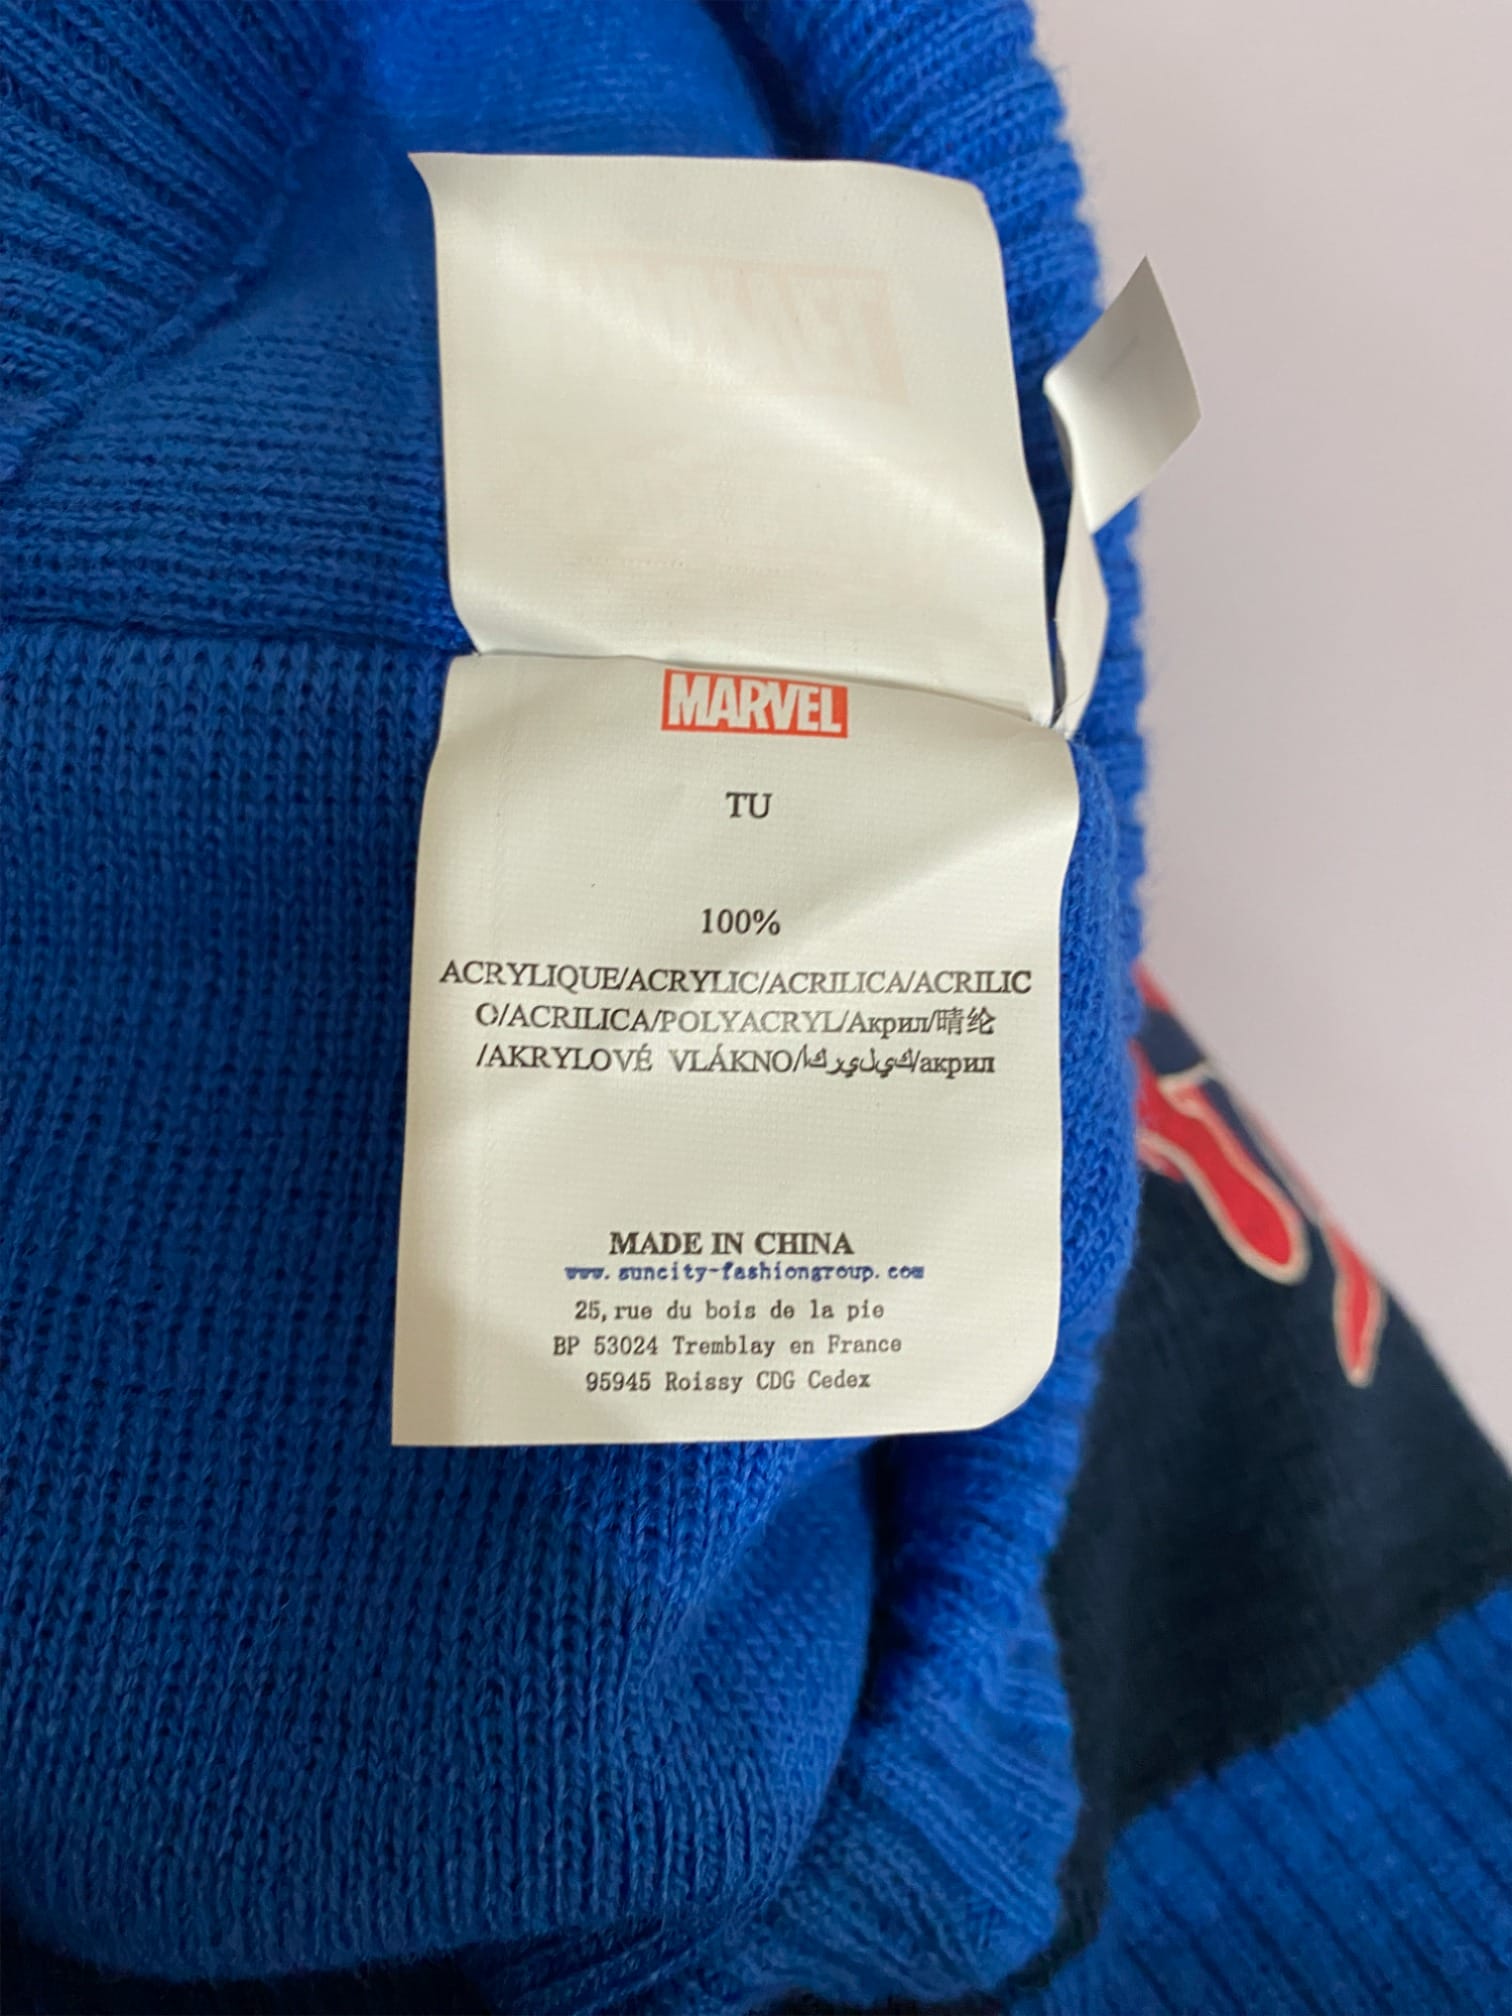 MARVEL
TU
100%
ACRYLIQUE/ACRYLIC/ACRILICA/ACRILIC
O/ACRILICA/POLYACRYL/Акрил/晴纶
/AKRYLOVÉ VLÁKNO/كيليركا/акрил
MADE IN CHINA
www.suncity-fashiongroup.com
25, rue du bois de la pie
BP 53024 Tremblay en France
95945 Roissy CDG Cedex